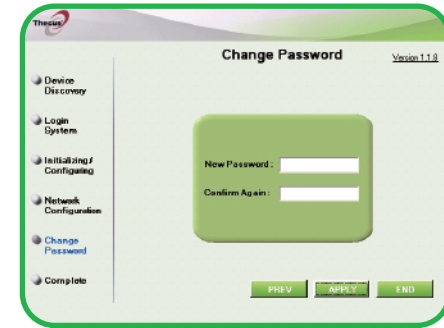 Thecus
Change Password
Version 1.1.8
Device
Discovery
Login
System
Initializing /
Configuring
Network
Configuration
Change
Password
Complete
New Password :
Confirm Again :
PREV
APPLY
END